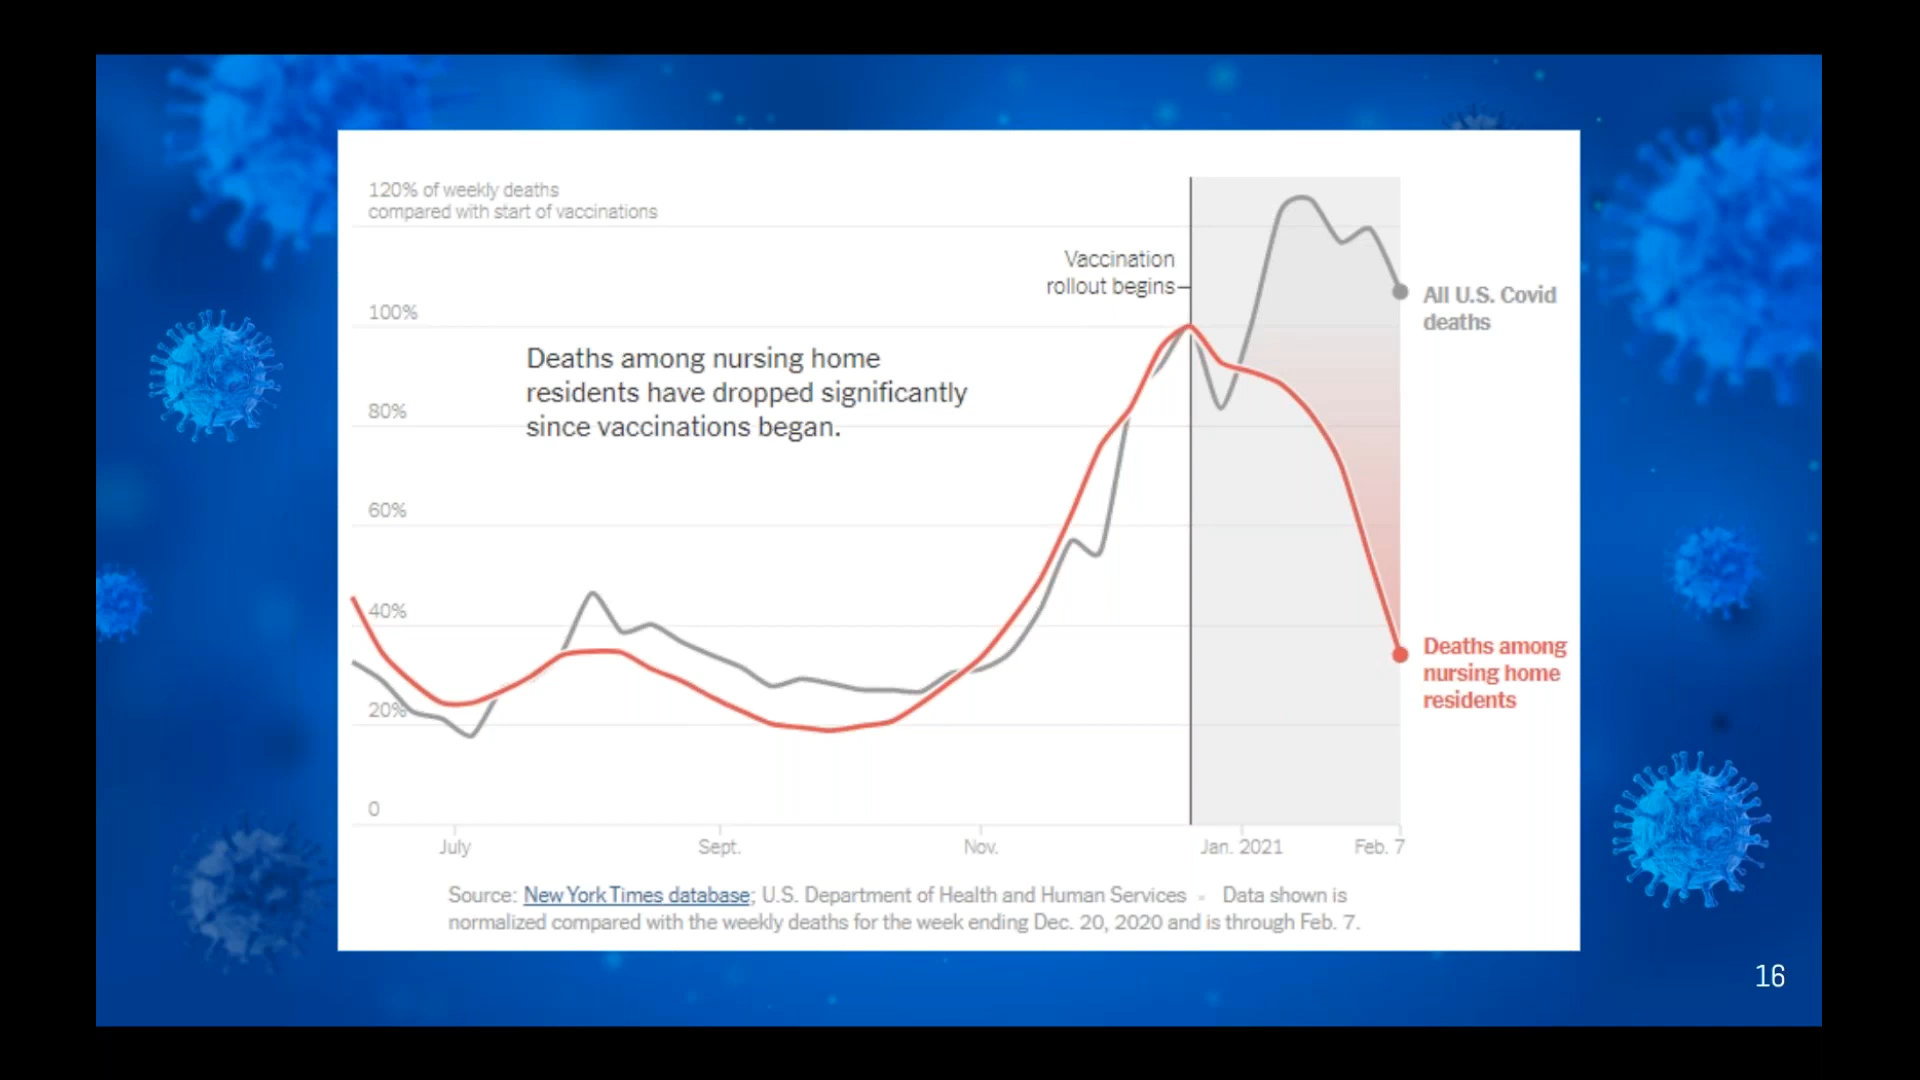 120% of weekly deaths
compared with start of vaccinations
Vaccination
rollout begins
All U.S. Covid
deaths
100%
Deaths among nursing home
residents have dropped significantly
since vaccinations began.
80%
60%
40%
Deaths among
nursing home
residents
20%
0
July
Sept.
Nov.
Jan. 2021
Feb. 7
Source: New York Times database; U.S. Department of Health and Human Services • Data shown is
normalized compared with the weekly deaths for the week ending Dec. 20, 2020 and is through Feb. 7.
16